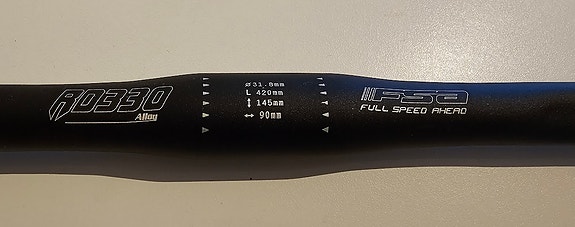 RD330
Alloy
ø31.8mm
L 420mm
↕ 145mm
↔ 90mm
FSA
FULL SPEED AHEAD